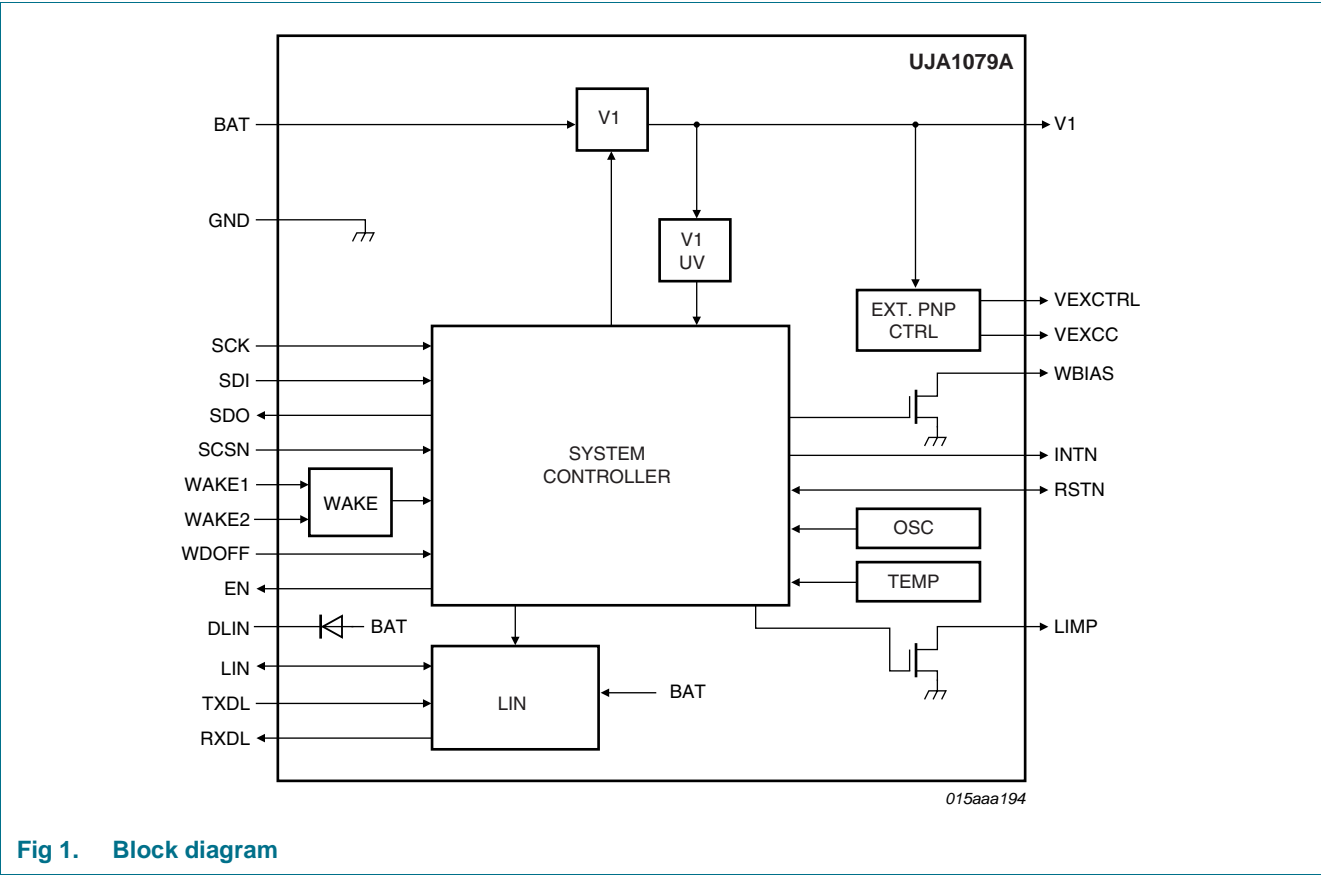 UJA1079A
BAT
V1
V1
GND
V1
UV
EXT. PNP
CTRL
VEXCTRL
VEXCC
SCK
SDI
SDO
SCSN
WAKE1
WAKE2
WAKE
WDOFF
EN
SYSTEM
CONTROLLER
WBIAS
INTN
RSTN
OSC
TEMP
DLIN
BAT
LIN
TXDL
RXDL
LIN
BAT
LIMP
015aaa194
Fig 1. Block diagram